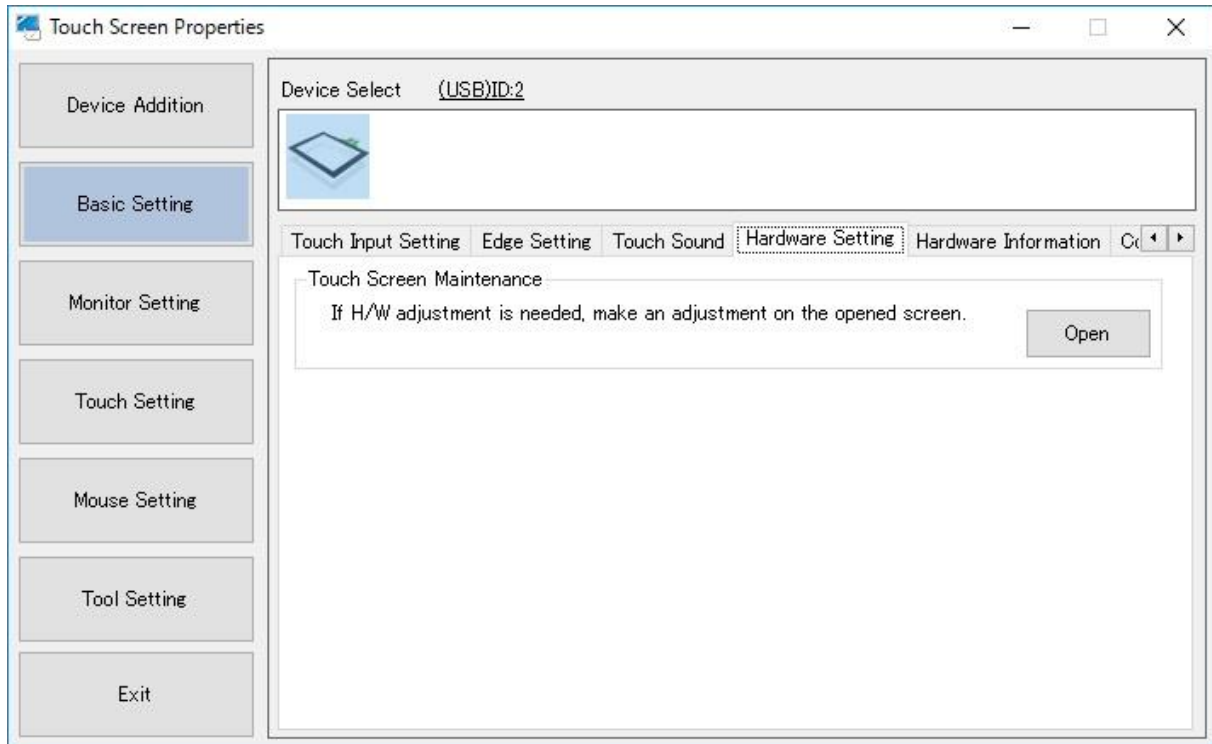 Touch Screen Properties
Device Addition
Basic Setting
Monitor Setting
Touch Setting
Mouse Setting
Tool Setting
Exit
Device Select (USB)ID:2
Touch Input Setting Edge Setting Touch Sound Hardware Setting Hardware Information
Touch Screen Maintenance
If H/W adjustment is needed, make an adjustment on the opened screen.
Open